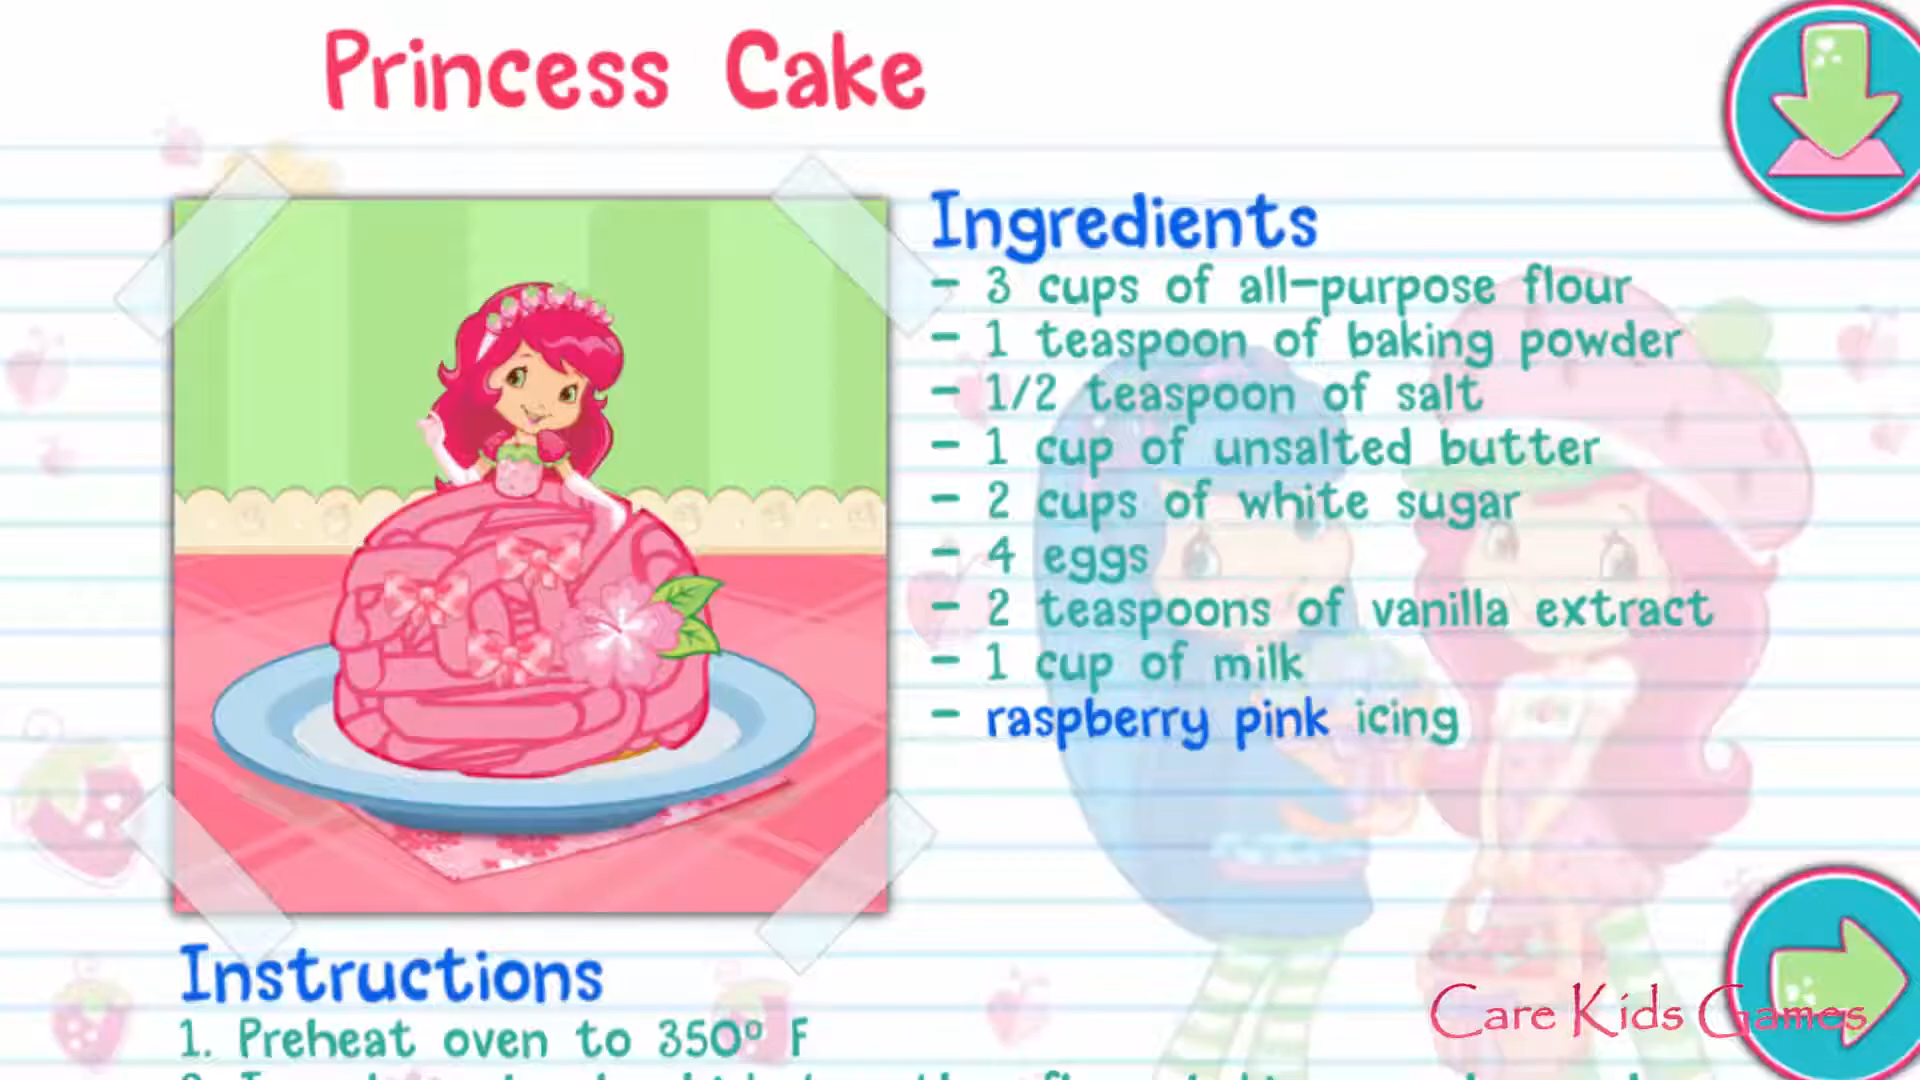 Princess Cake
Ingredients
- 3 cups of all-purpose flour
- 1 teaspoon of baking powder
- 1/2 teaspoon of salt
- 1 cup of unsalted butter
- 2 cups of white sugar
- 4 eggs
- 2 teaspoons of vanilla extract
- 1 cup of milk
- raspberry pink icing
Instructions
1. Preheat oven to 350º F
Care Kids Games